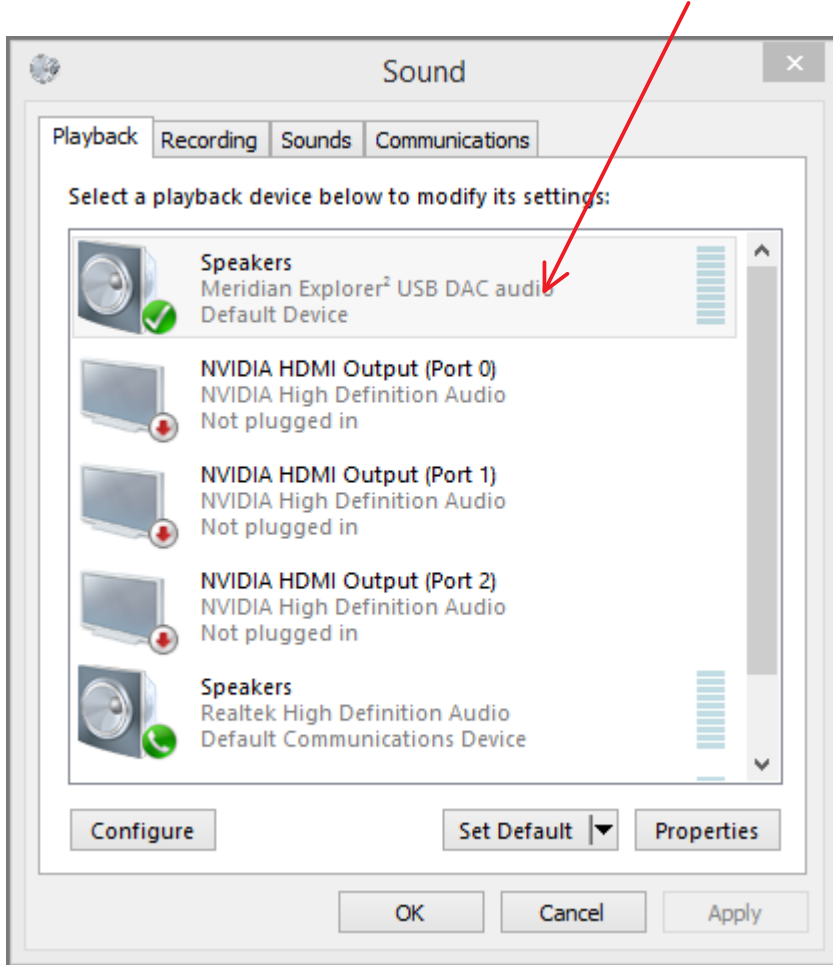 Sound
Playback Recording Sounds Communications
Select a playback device below to modify its settings:
Speakers
Meridian Explorer² USB DAC audio
Default Device
NVIDIA HDMI Output (Port 0)
NVIDIA High Definition Audio
Not plugged in
NVIDIA HDMI Output (Port 1)
NVIDIA High Definition Audio
Not plugged in
NVIDIA HDMI Output (Port 2)
NVIDIA High Definition Audio
Not plugged in
Speakers
Realtek High Definition Audio
Default Communications Device
Configure Set Default Properties
OK Cancel Apply